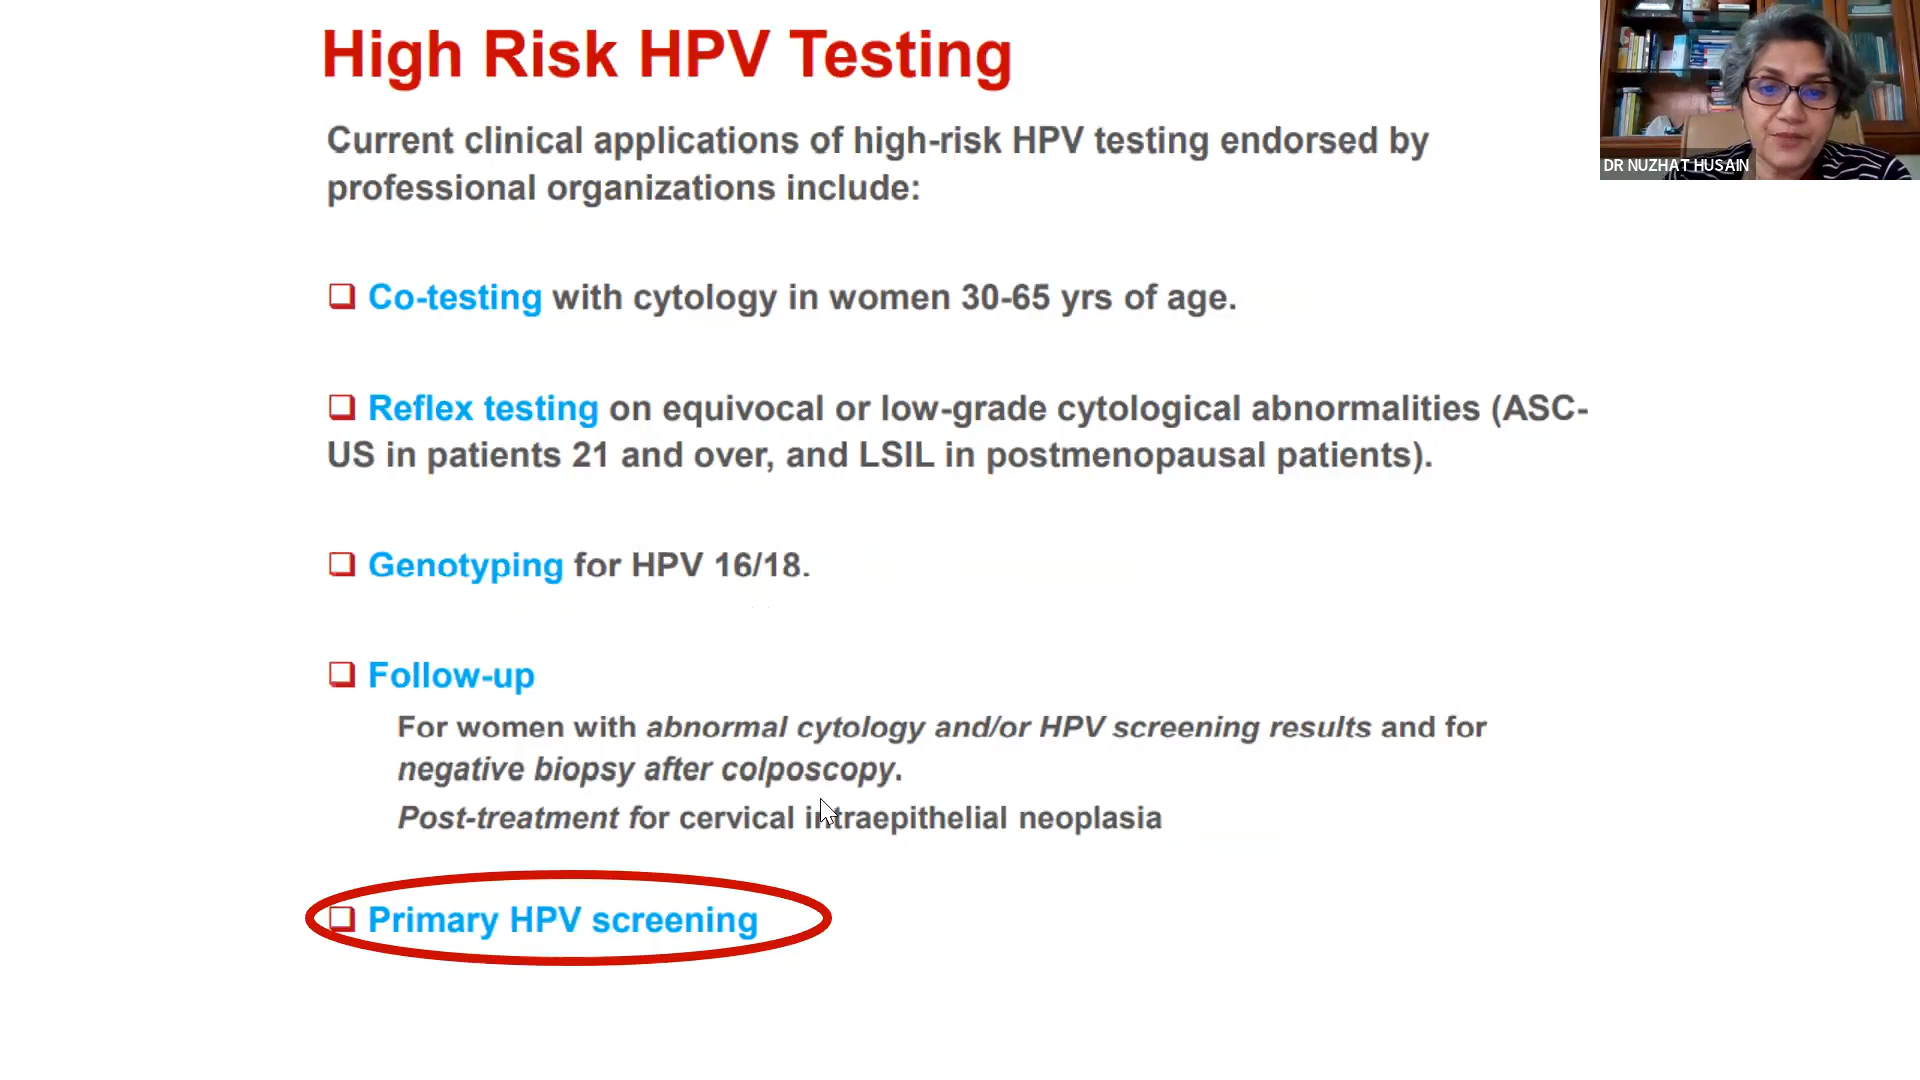 High Risk HPV Testing
DR NUZHAT HUSAIN
Current clinical applications of high-risk HPV testing endorsed by
professional organizations include:
Co-testing with cytology in women 30-65 yrs of age.
Reflex testing on equivocal or low-grade cytological abnormalities (ASC-
US in patients 21 and over, and LSIL in postmenopausal patients).
Genotyping for HPV 16/18.
Follow-up
For women with abnormal cytology and/or HPV screening results and for
negative biopsy after colposcopy.
Post-treatment for cervical intraepithelial neoplasia
Primary HPV screening